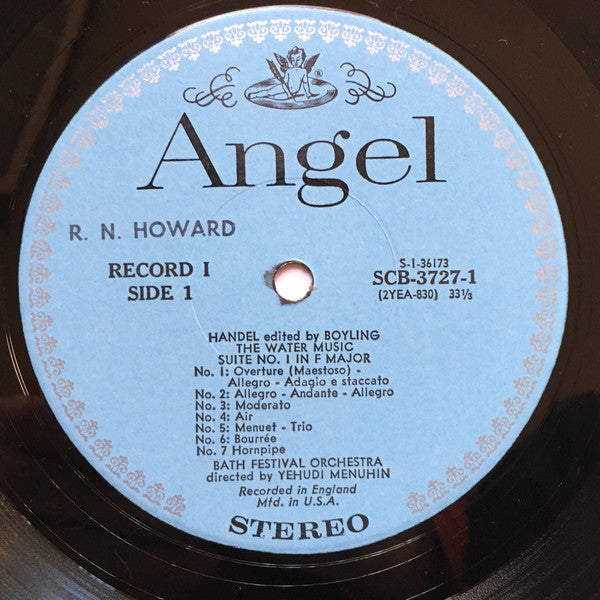 ®
Angel
R. N. HOWARD
RECORD I
SIDE 1
S-1-36173
SCB-3727-1
(2YEA-830) 33⅓
HANDEL edited by BOYLING
THE WATER MUSIC
SUITE NO. I IN F MAJOR
No. 1: Overture (Maestoso) -
Allegro - Adagio e staccato
No. 2: Allegro - Andante - Allegro
No. 3: Moderato
No. 4: Air
No. 5: Menuet - Trio
No. 6: Bourrée
No. 7 Hornpipe
BATH FESTIVAL ORCHESTRA
directed by YEHUDI MENUHIN
Recorded in England
Mfd. in U.S.A.
STEREO